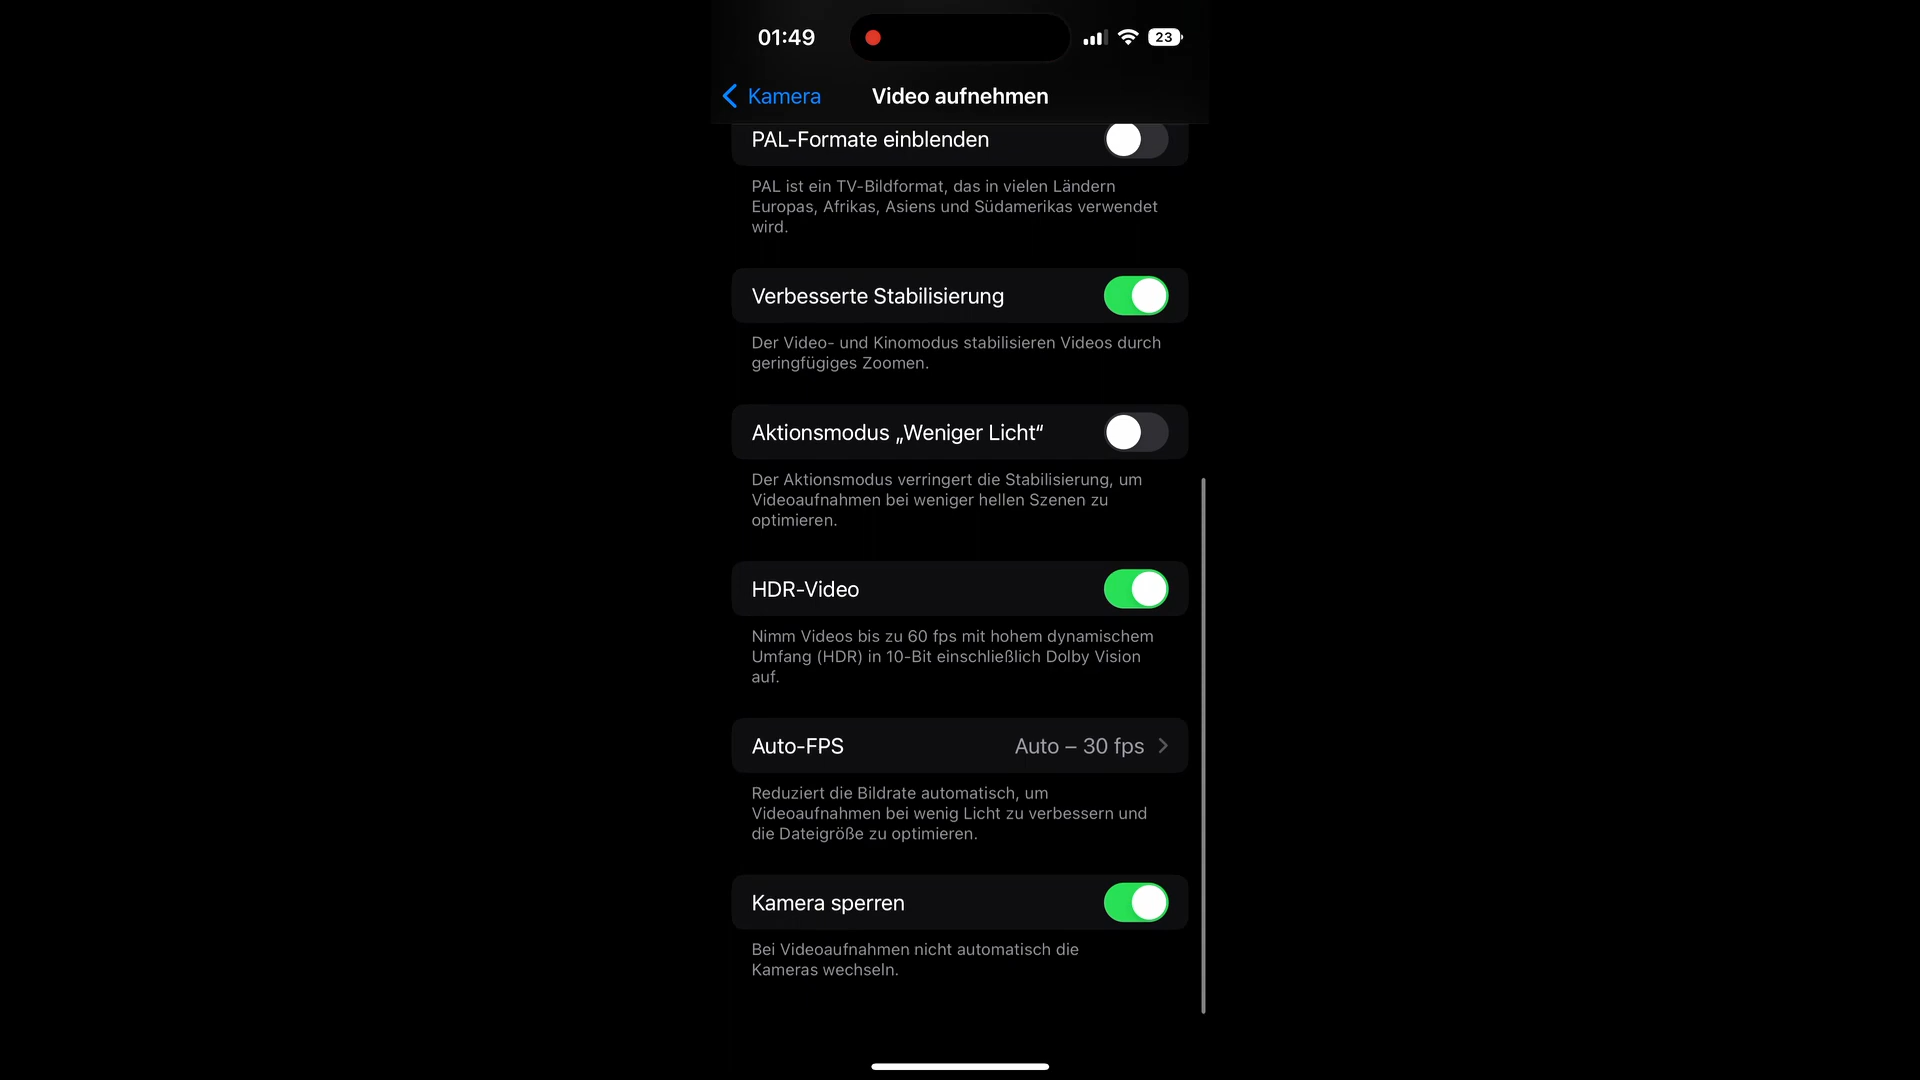 01:49
23
Kamera
Video aufnehmen
PAL-Formate einblenden
PAL ist ein TV-Bildformat, das in vielen Ländern
Europas, Afrikas, Asiens und Südamerikas verwendet
wird.
Verbesserte Stabilisierung
Der Video- und Kinomodus stabilisieren Videos durch
geringfügiges Zoomen.
Aktionsmodus „Weniger Licht“
Der Aktionsmodus verringert die Stabilisierung, um
Videoaufnahmen bei weniger hellen Szenen zu
optimieren.
HDR-Video
Nimm Videos bis zu 60 fps mit hohem dynamischem
Umfang (HDR) in 10-Bit einschließlich Dolby Vision
auf.
Auto-FPS
Auto – 30 fps
Reduziert die Bildrate automatisch, um
Videoaufnahmen bei wenig Licht zu verbessern und
die Dateigröße zu optimieren.
Kamera sperren
Bei Videoaufnahmen nicht automatisch die
Kameras wechseln.